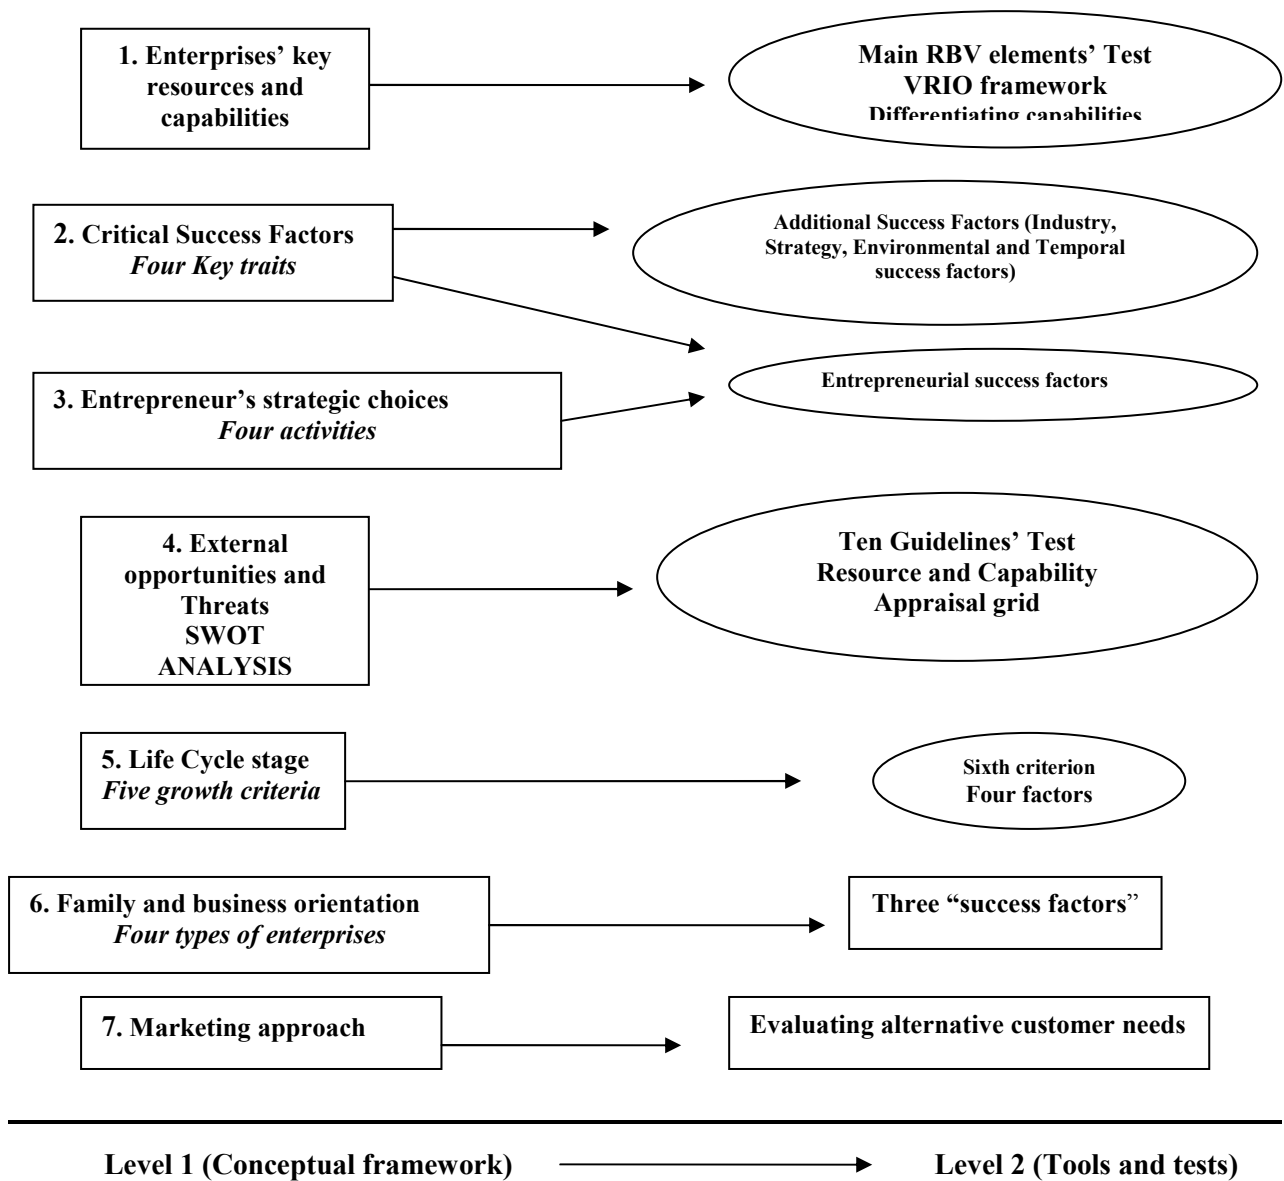 1. Enterprises’ key
resources and
capabilities
Main RBV elements’ Test
VRIO framework
Differentiating capabilities
2. Critical Success Factors
Four Key traits
Additional Success Factors (Industry,
Strategy, Environmental and Temporal
success factors)
3. Entrepreneur’s strategic choices
Four activities
Entrepreneurial success factors
4. External
opportunities and
Threats
SWOT
ANALYSIS
Ten Guidelines’ Test
Resource and Capability
Appraisal grid
5. Life Cycle stage
Five growth criteria
Sixth criterion
Four factors
6. Family and business orientation
Four types of enterprises
Three “success factors”
7. Marketing approach
Evaluating alternative customer needs
Level 1 (Conceptual framework)
Level 2 (Tools and tests)